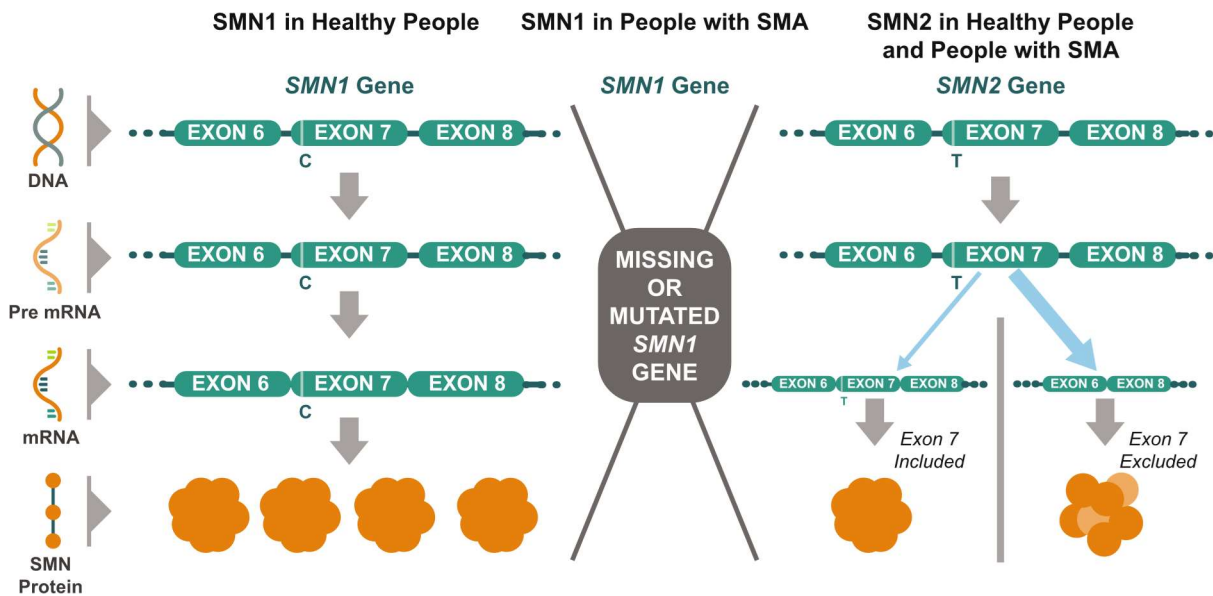 SMN1 in Healthy People
SMN1 in People with SMA
SMN2 in Healthy People
and People with SMA
SMN1 Gene
SMN1 Gene
SMN2 Gene
DNA
EXON 6
EXON 7
EXON 8
C
EXON 6
EXON 7
EXON 8
T
Pre mRNA
EXON 6
EXON 7
EXON 8
C
MISSING
OR
MUTATED
SMN1
GENE
EXON 6
EXON 7
EXON 8
T
mRNA
EXON 6
EXON 7
EXON 8
C
EXON 6
EXON 7
EXON 8
T
EXON 6
EXON 8
Exon 7
Included
Exon 7
Excluded
SMN
Protein